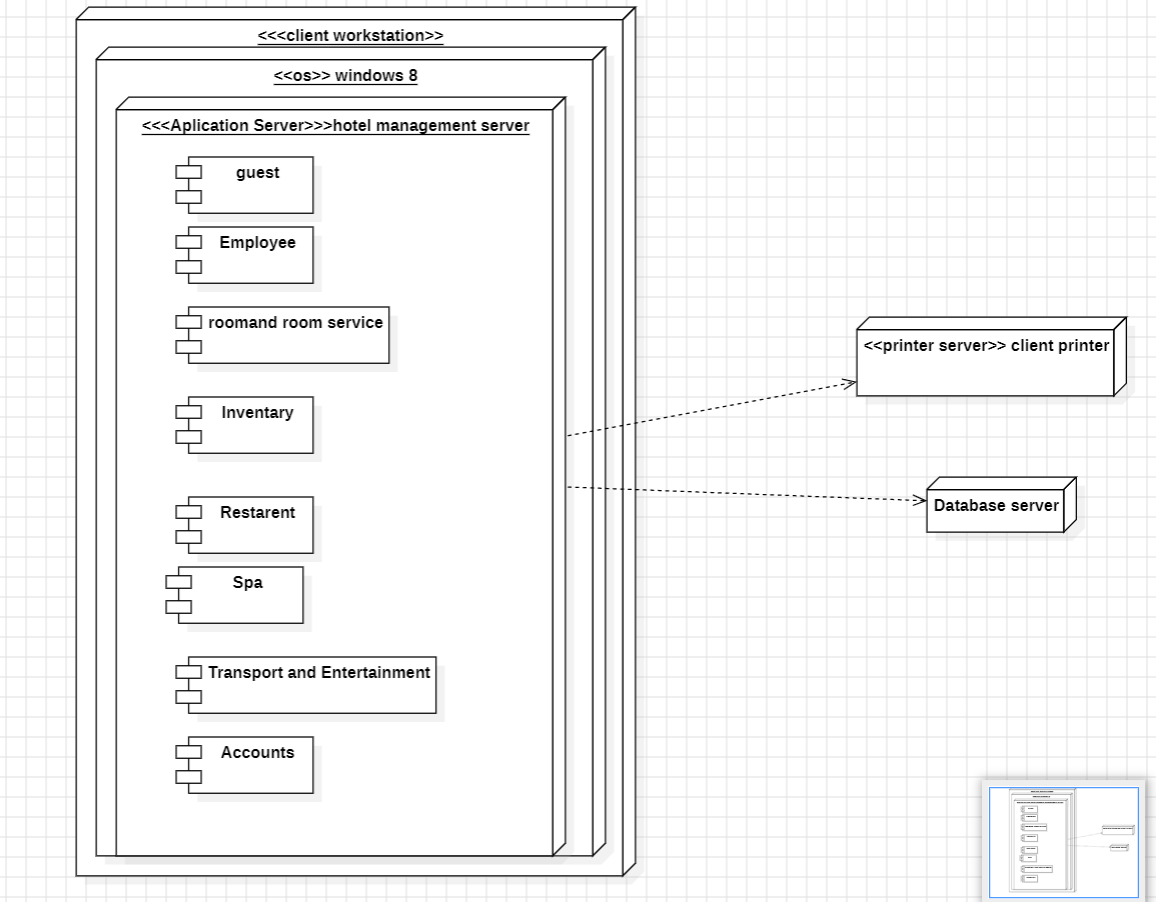 <<<client workstation>>
<<os>> windows 8
<<<Aplication Server>>>hotel management server
guest
Employee
roomand room service
Inventary
Restarent
Spa
Transport and Entertainment
Accounts
<<printer server>> client printer
Database server